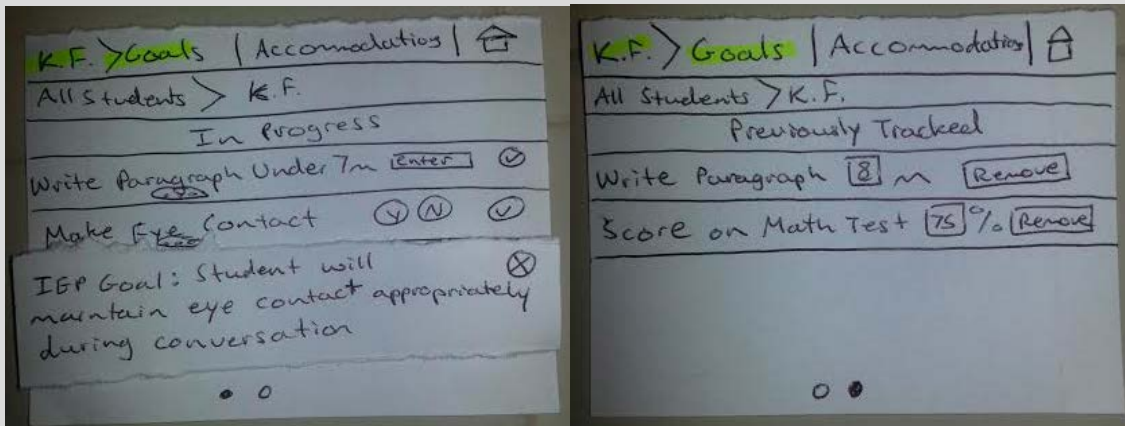 K.F. > Goals | Accommodations |
All Students > K.F.
In Progress
Write Paragraph Under 7m Enter
Make Eye Contact Y N
IEP Goal: Student will
maintain eye contact appropriately
during conversation
K.F. > Goals | Accommodations |
All Students > K.F.
Previously Tracked
Write Paragraph 8 m Remove
Score on Math Test 75 % Remove